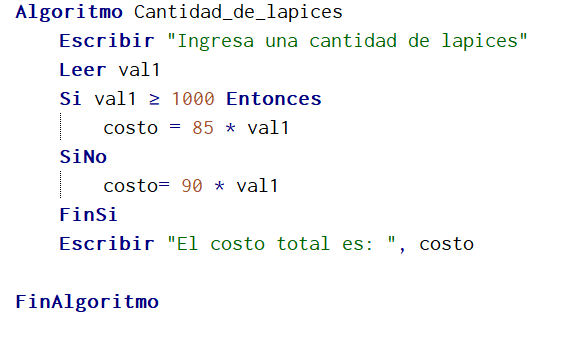 Algoritmo Cantidad_de_lapices
Escribir "Ingresa una cantidad de lapices"
Leer val1
Si val1 ≥ 1000 Entonces
costo = 85 * val1
SiNo
costo= 90 * val1
FinSi
Escribir "El costo total es: ", costo
FinAlgoritmo